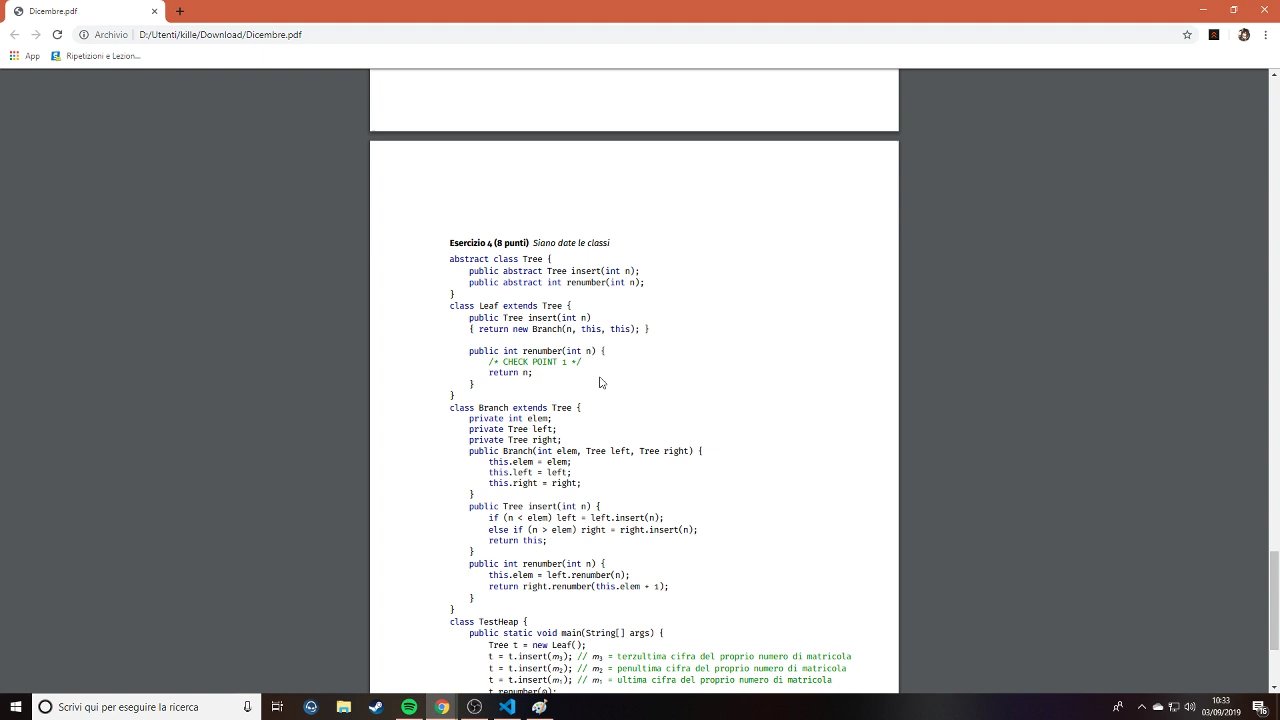 Dicembre.pdf
Archivio
D:/Utenti/kille/Download/Dicembre.pdf
App
Ripetizioni e Lezion...
Esercizio 4 (8 punti) Siano date le classi
abstract class Tree {
public abstract Tree insert(int n);
public abstract int renumber(int n);
}
class Leaf extends Tree {
public Tree insert(int n)
{ return new Branch(n, this, this); }
public int renumber(int n) {
/* CHECK POINT 1 */
return n;
}
}
class Branch extends Tree {
private int elem;
private Tree left;
private Tree right;
public Branch(int elem, Tree left, Tree right) {
this.elem = elem;
this.left = left;
this.right = right;
}
public Tree insert(int n) {
if (n < elem) left = left.insert(n);
else if (n > elem) right = right.insert(n);
return this;
}
public int renumber(int n) {
this.elem = left.renumber(n);
return right.renumber(this.elem + 1);
}
}
class TestHeap {
public static void main(String[] args) {
Tree t = new Leaf();
t = t.insert(m₃); // m₃ = terzultima cifra del proprio numero di matricola
t = t.insert(m₂); // m₂ = penultima cifra del proprio numero di matricola
t = t.insert(m₁); // m₁ = ultima cifra del proprio numero di matricola
t.renumber(0);
Scrivi qui per eseguire la ricerca
10:33
03/09/2019